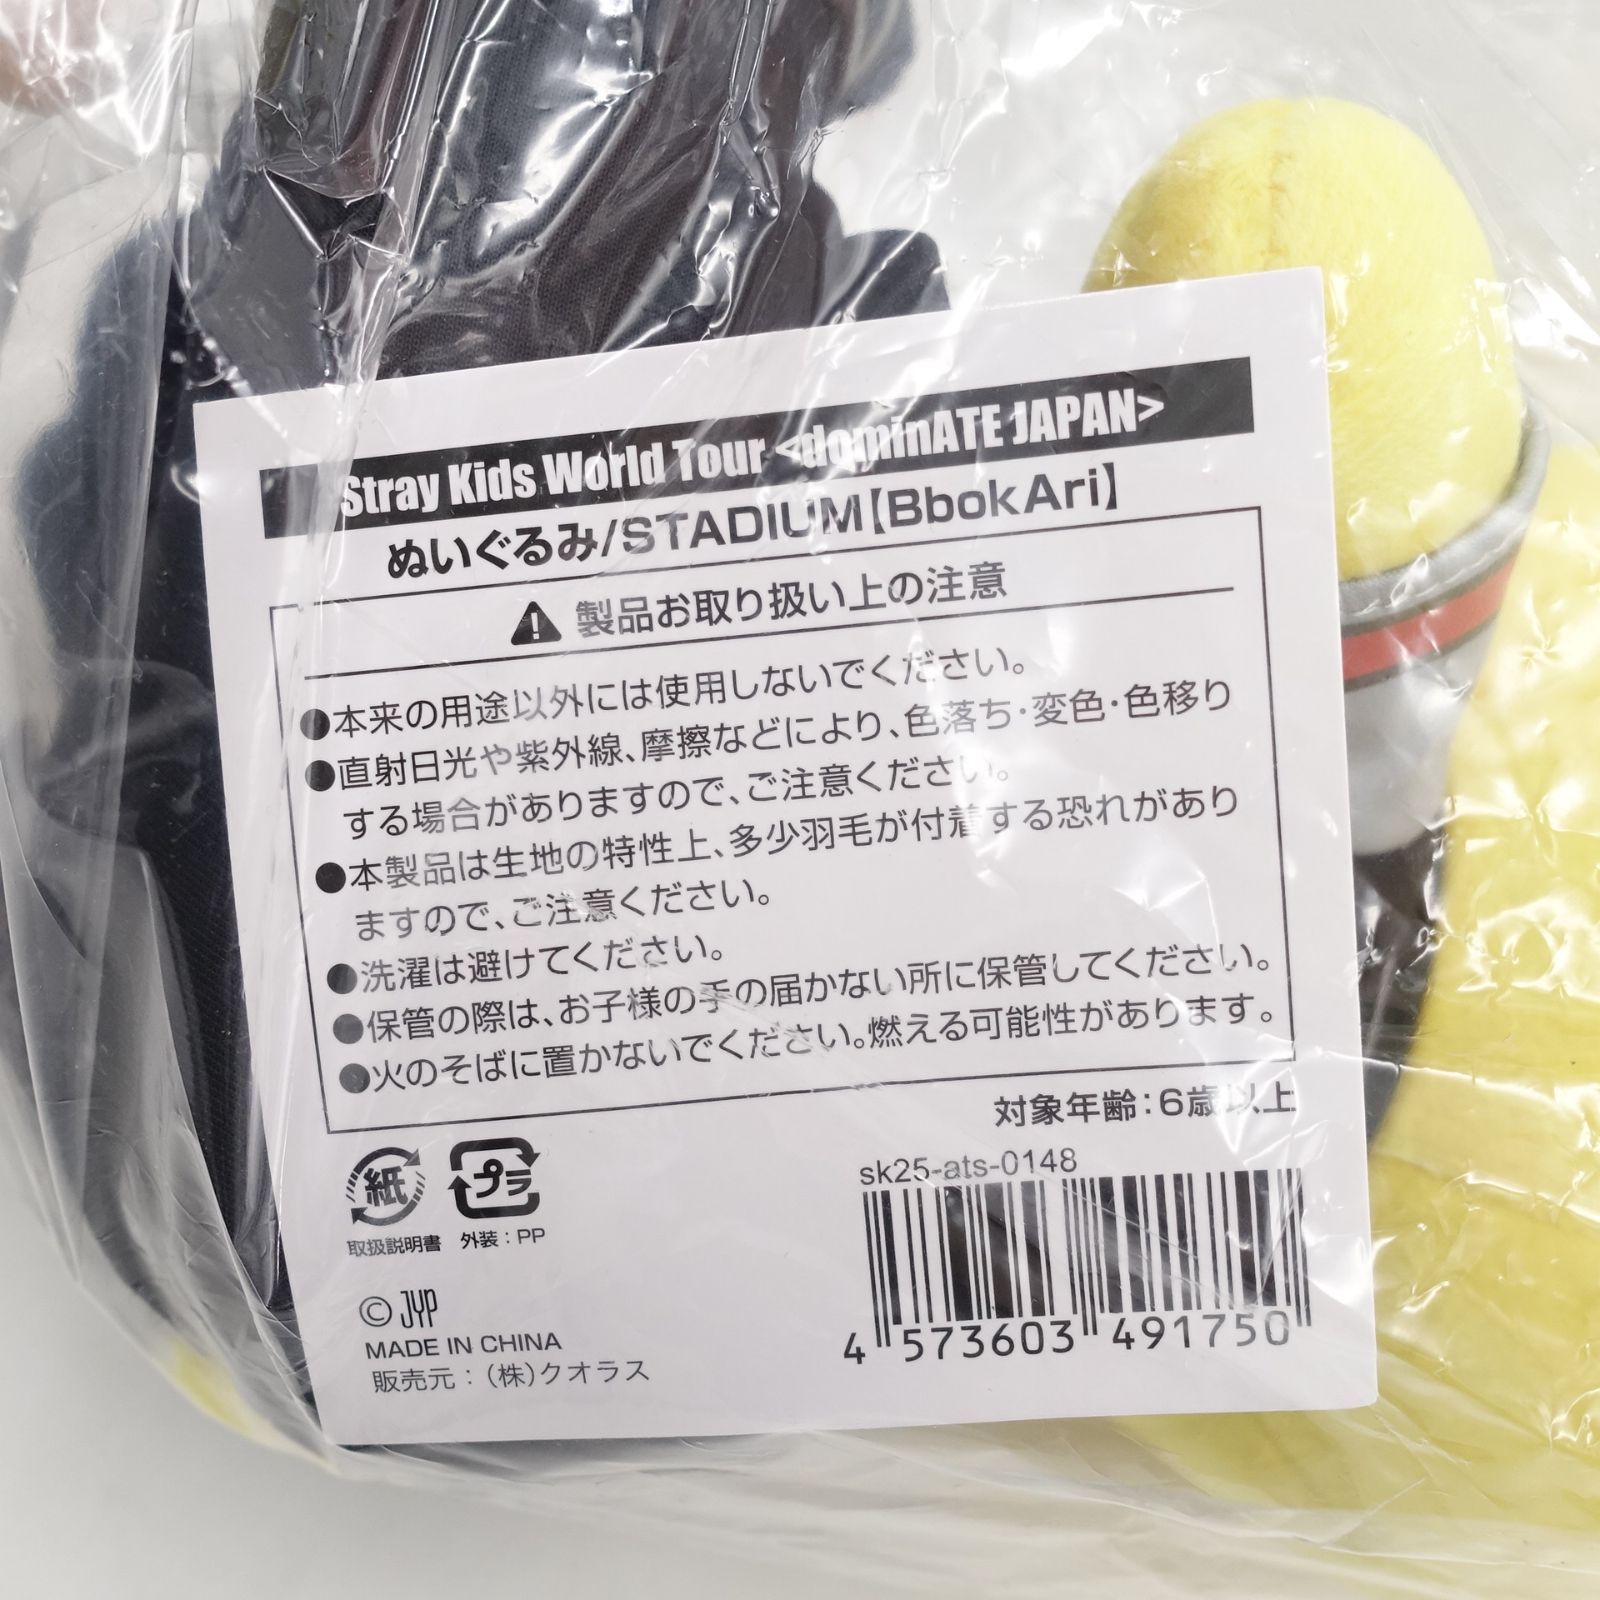 Stray Kids World Tour <dominATE JAPAN>
ぬいぐるみ/STADIUM【BbokAri】
製品お取り扱い上の注意
●本来の用途以外には使用しないでください。
●直射日光や紫外線、摩擦などにより、色落ち・変色・色移り
する場合がありますので、ご注意ください。
●本製品は生地の特性上、多少羽毛が付着する恐れがあり
ますので、ご注意ください。
●洗濯は避けてください。
●保管の際は、お子様の手の届かない所に保管してください。
●火のそばに置かないでください。燃える可能性があります。
対象年齢：6歳以上
紙 プラ
取扱説明書 外装：PP
sk25-ats-0148
4 573603 491750
© JYP
MADE IN CHINA
販売元：（株）クオラス